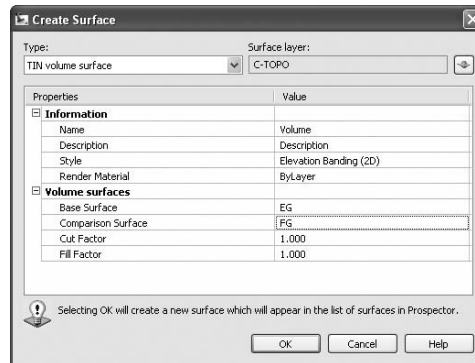 Create Surface
Type: Surface layer:
TIN volume surface C-TOPO
Properties Value
Information
Name Volume
Description Description
Style Elevation Banding (2D)
Render Material ByLayer
Volume surfaces
Base Surface EG
Comparison Surface FG
Cut Factor 1.000
Fill Factor 1.000
Selecting OK will create a new surface which will appear in the list of surfaces in Prospector.
OK Cancel Help